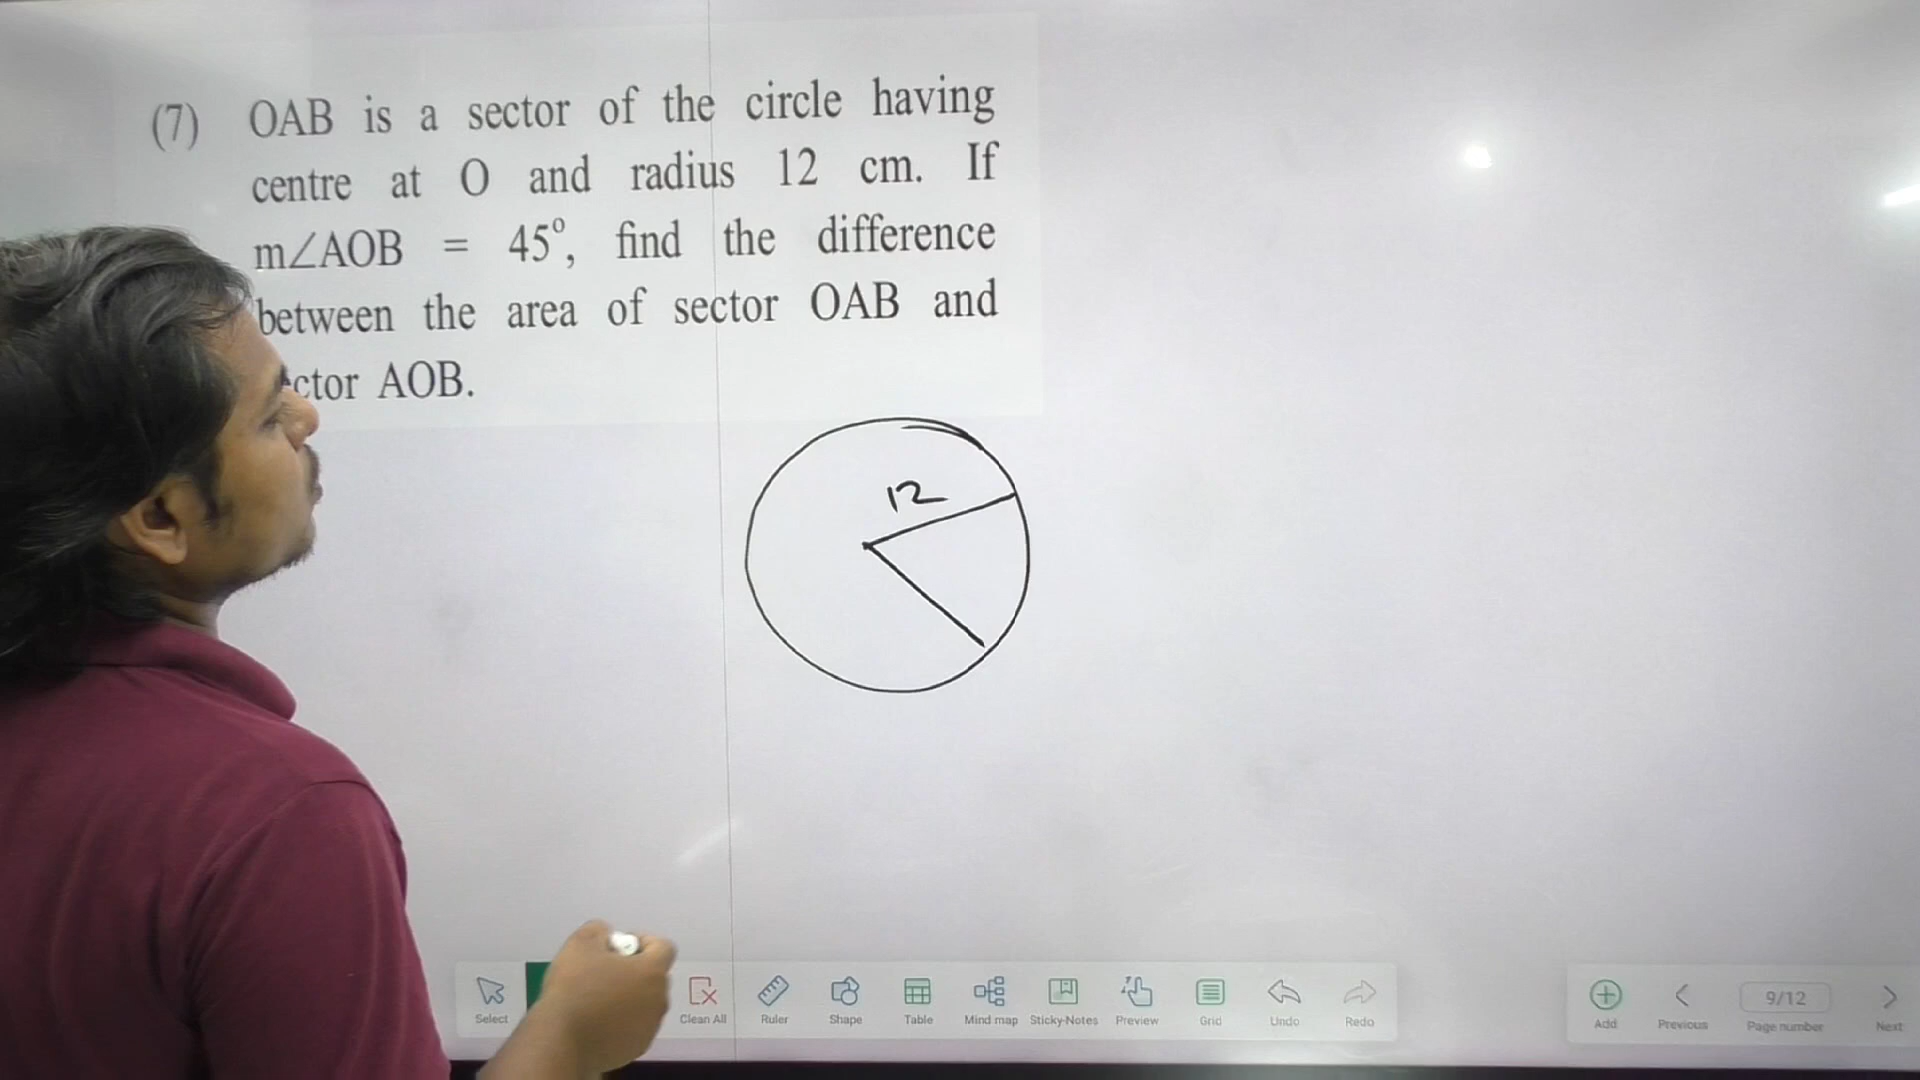 (7) OAB is a sector of the circle having
centre at O and radius 12 cm. If
m∠AOB = 45°, find the difference
between the area of sector OAB and
ctor AOB.
12
Select Clean All Ruler Shape Table Mind map Sticky-Notes Preview Grid Undo Redo
Add Previous 9/12 Page number Next